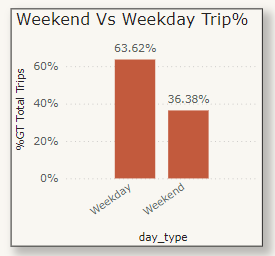 Weekend Vs Weekday Trip%
63.62%
60%
36.38%
40%
20%
0%
%GT Total Trips
Weekday
Weekend
day_type